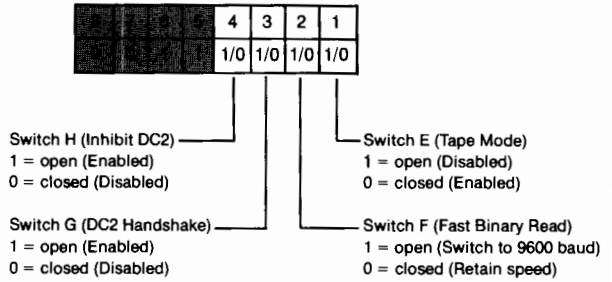 4 3 2 1
1/0 1/0 1/0 1/0
Switch H (Inhibit DC2)
1 = open (Enabled)
0 = closed (Disabled)
Switch E (Tape Mode)
1 = open (Disabled)
0 = closed (Enabled)
Switch G (DC2 Handshake)
1 = open (Enabled)
0 = closed (Disabled)
Switch F (Fast Binary Read)
1 = open (Switch to 9600 baud)
0 = closed (Retain speed)